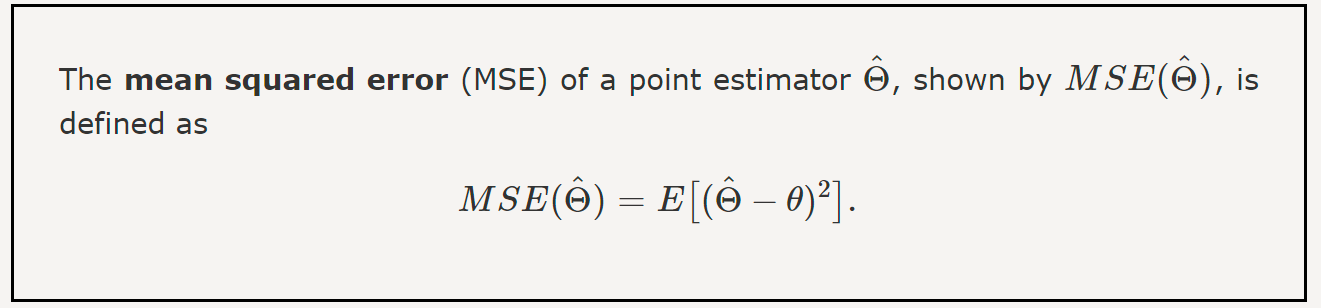 The mean squared error (MSE) of a point estimator Θ̂, shown by MSE(Θ̂), is
defined as
MSE(Θ̂) = E[(Θ̂ − θ)²].